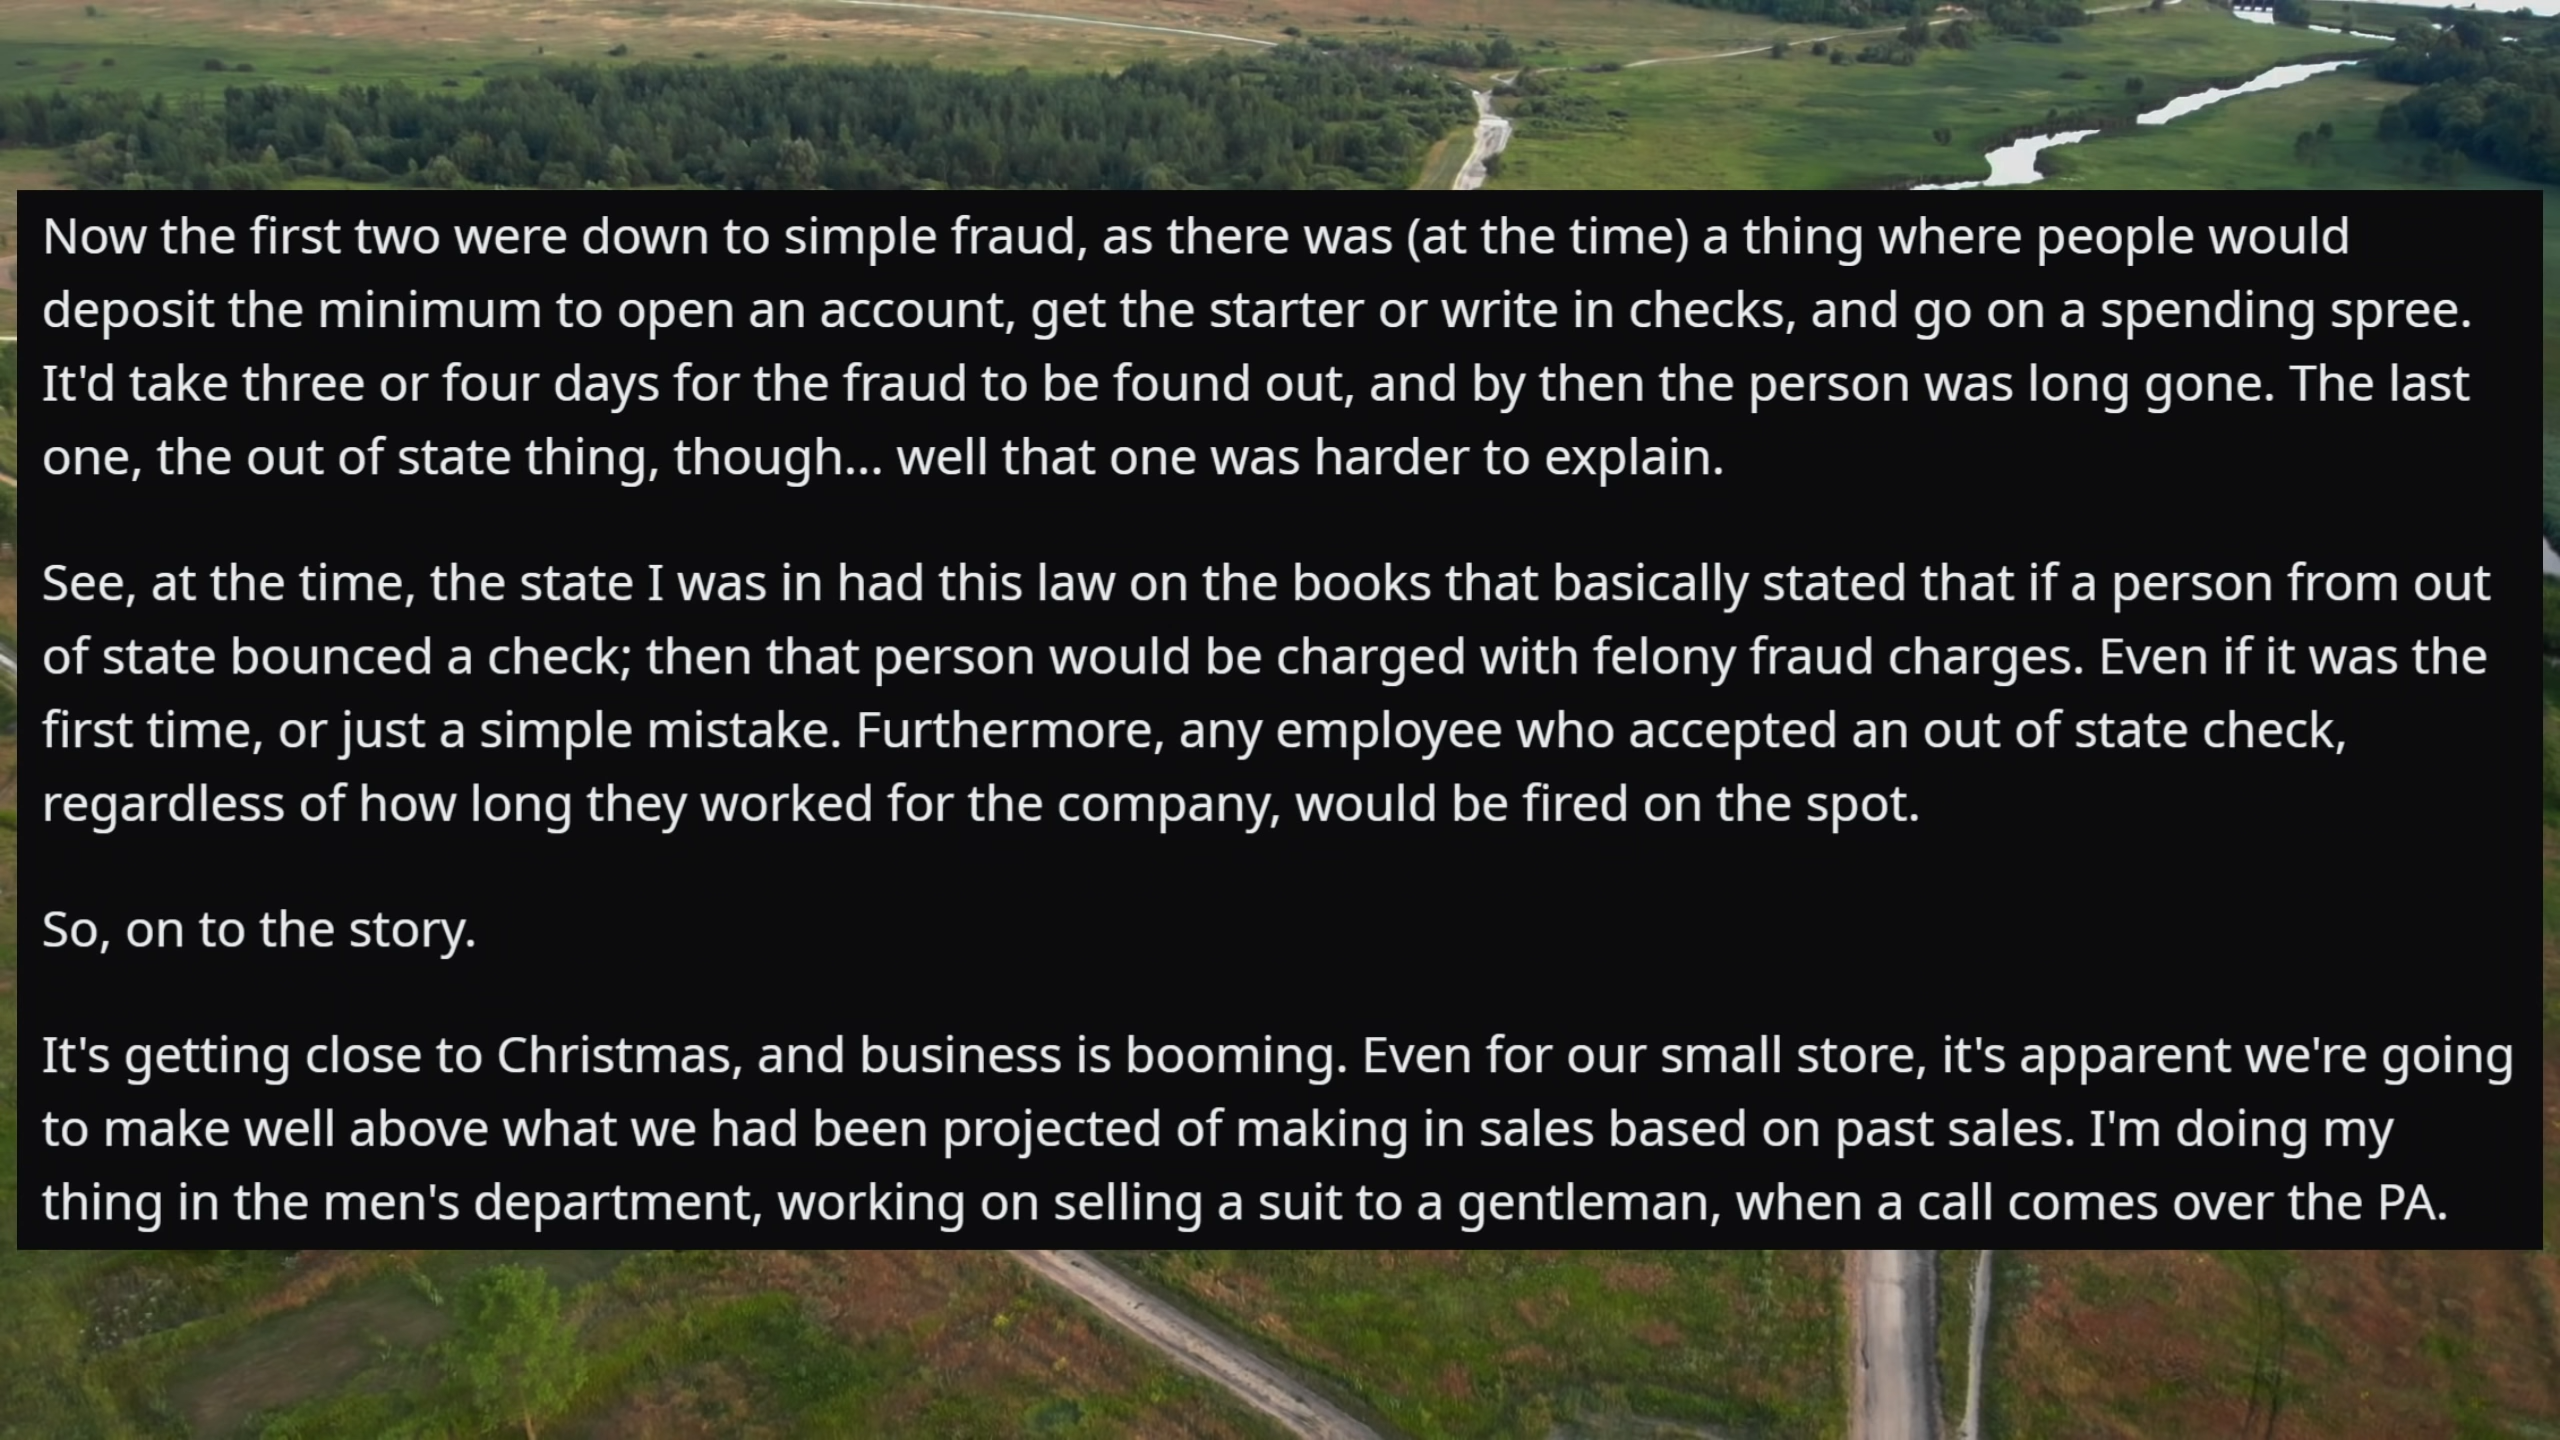 Now the first two were down to simple fraud, as there was (at the time) a thing where people would
deposit the minimum to open an account, get the starter or write in checks, and go on a spending spree.
It'd take three or four days for the fraud to be found out, and by then the person was long gone. The last
one, the out of state thing, though... well that one was harder to explain.
See, at the time, the state I was in had this law on the books that basically stated that if a person from out
of state bounced a check; then that person would be charged with felony fraud charges. Even if it was the
first time, or just a simple mistake. Furthermore, any employee who accepted an out of state check,
regardless of how long they worked for the company, would be fired on the spot.
So, on to the story.
It's getting close to Christmas, and business is booming. Even for our small store, it's apparent we're going
to make well above what we had been projected of making in sales based on past sales. I'm doing my
thing in the men's department, working on selling a suit to a gentleman, when a call comes over the PA.